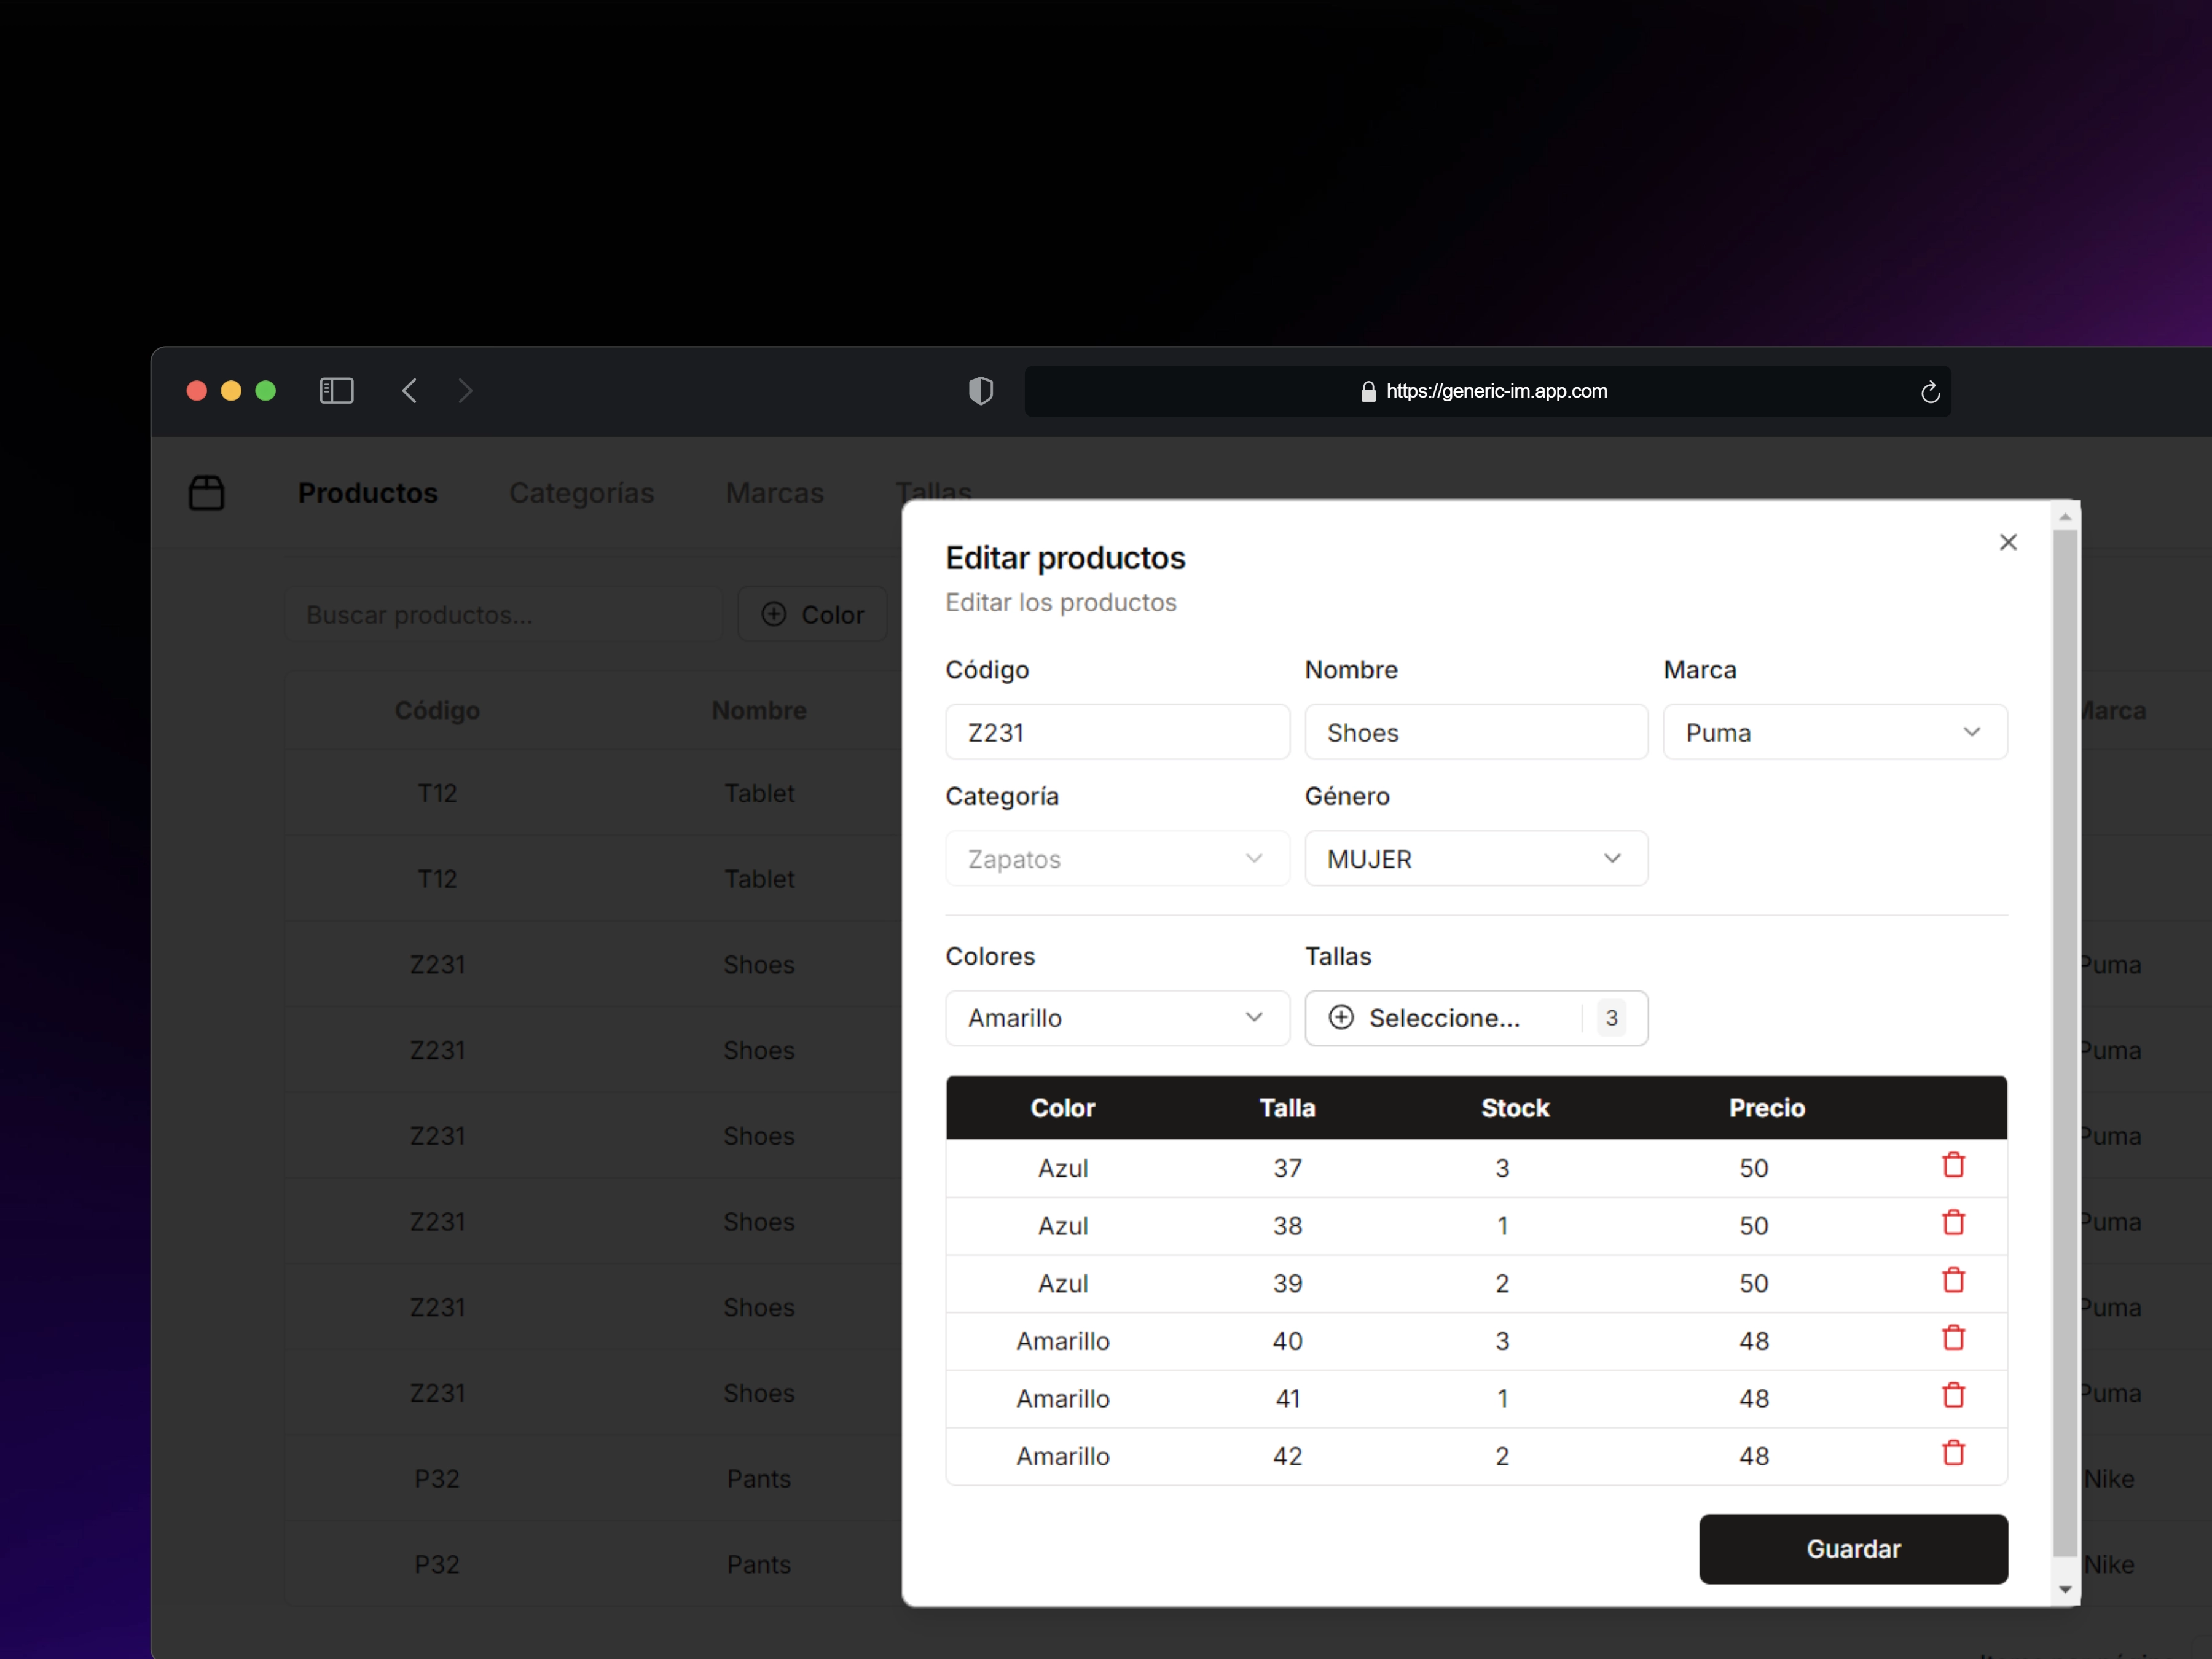 https://generic-im.app.com
Productos Categorías Marcas Tallas
Buscar productos... Color
Código Nombre Marca
T12 Tablet
T12 Tablet
Z231 Shoes Puma
Z231 Shoes Puma
Z231 Shoes Puma
Z231 Shoes Puma
Z231 Shoes Puma
Z231 Shoes Puma
P32 Pants Nike
P32 Pants Nike
Editar productos
Editar los productos
Código Nombre Marca
Z231 Shoes Puma
Categoría Género
Zapatos MUJER
Colores Tallas
Amarillo Seleccione... 3
Color Talla Stock Precio
Azul 37 3 50
Azul 38 1 50
Azul 39 2 50
Amarillo 40 3 48
Amarillo 41 1 48
Amarillo 42 2 48
Guardar